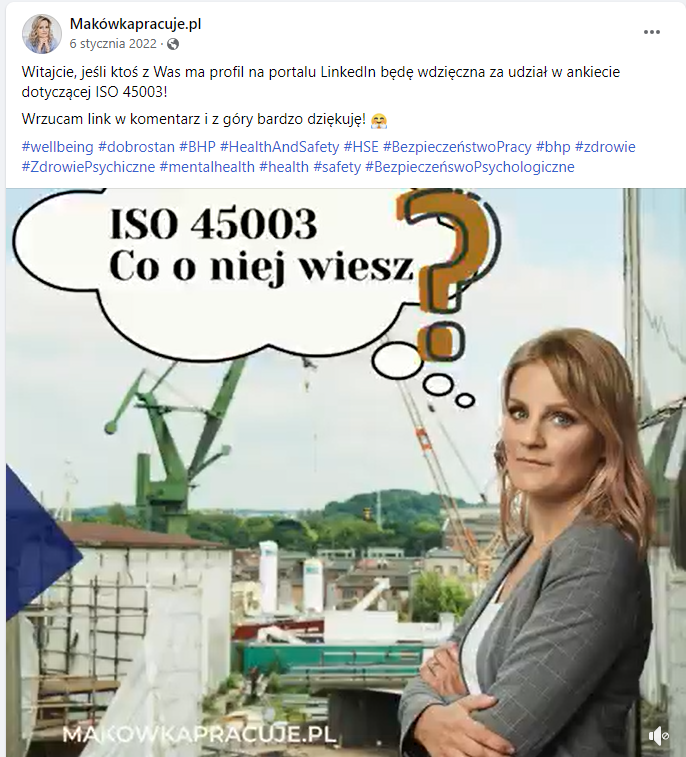 Makówkapracuje.pl
6 stycznia 2022 ·
Witajcie, jeśli ktoś z Was ma profil na portalu LinkedIn będę wdzięczna za udział w ankiecie
dotyczącej ISO 45003!
Wrzucam link w komentarz i z góry bardzo dziękuję! 🤗
#wellbeing #dobrostan #BHP #HealthAndSafety #HSE #BezpieczeństwoPracy #bhp #zdrowie
#ZdrowiePsychiczne #mentalhealth #health #safety #BezpieczeńswoPsychologiczne
ISO 45003
Co o niej wiesz
?
MAKOWKAPRACUJE.PL